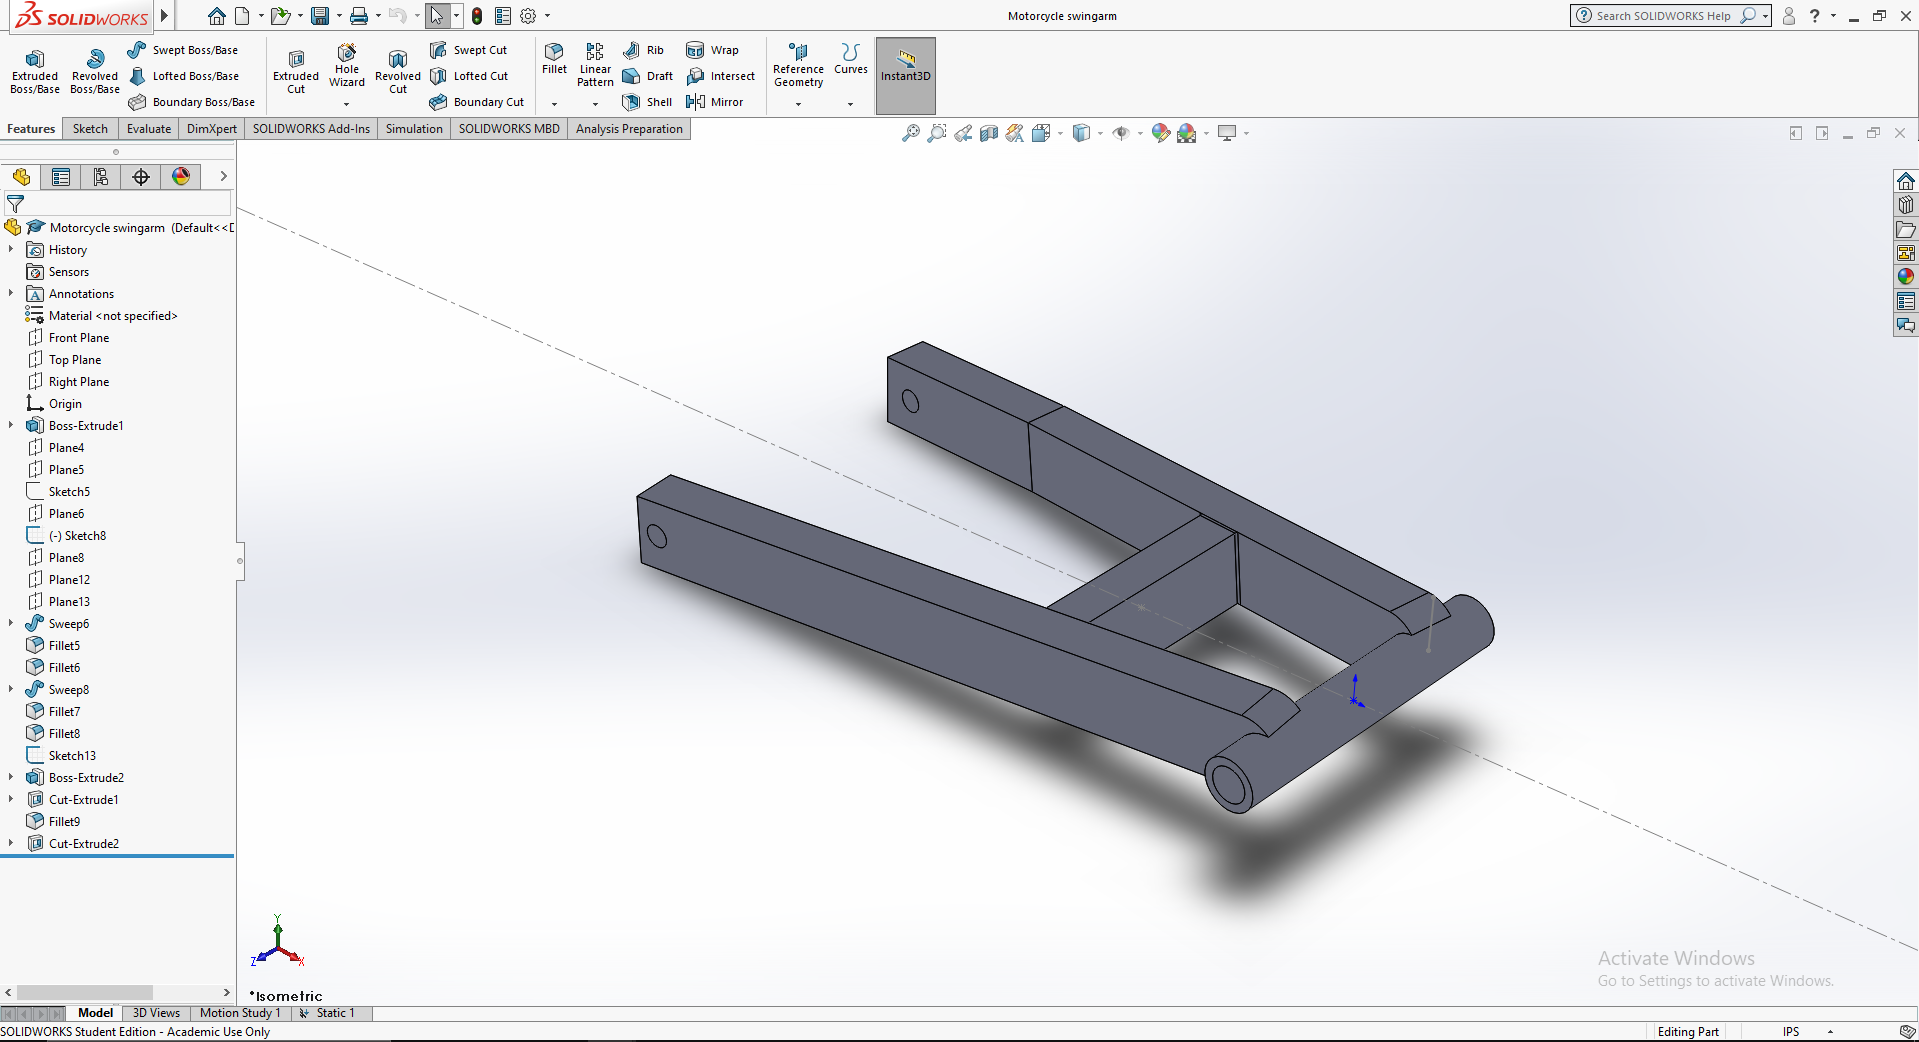 SOLIDWORKS
Motorcycle swingarm
Search SOLIDWORKS Help
Extruded Boss/Base
Revolved Boss/Base
Swept Boss/Base
Lofted Boss/Base
Boundary Boss/Base
Extruded Cut
Hole Wizard
Revolved Cut
Swept Cut
Lofted Cut
Boundary Cut
Fillet
Linear Pattern
Rib
Draft
Shell
Wrap
Intersect
Mirror
Reference Geometry
Curves
Instant3D
Features Sketch Evaluate DimXpert SOLIDWORKS Add-Ins Simulation SOLIDWORKS MBD Analysis Preparation
Motorcycle swingarm (Default<<D
History
Sensors
Annotations
Material <not specified>
Front Plane
Top Plane
Right Plane
Origin
Boss-Extrude1
Plane4
Plane5
Sketch5
Plane6
(-) Sketch8
Plane8
Plane12
Plane13
Sweep6
Fillet5
Fillet6
Sweep8
Fillet7
Fillet8
Sketch13
Boss-Extrude2
Cut-Extrude1
Fillet9
Cut-Extrude2
Y
Z
X
*Isometric
Activate Windows
Go to Settings to activate Windows.
Model 3D Views Motion Study 1 Static 1
SOLIDWORKS Student Edition - Academic Use Only
Editing Part
IPS